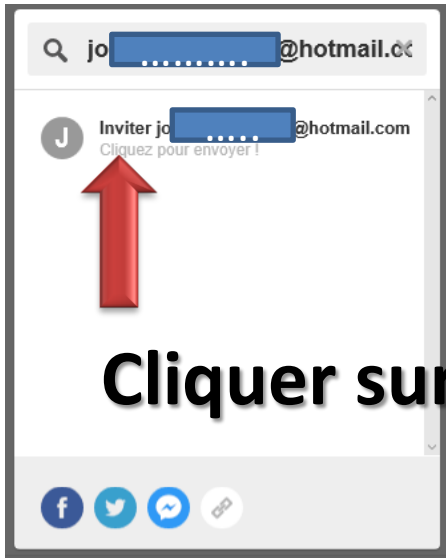 jo @hotmail.cc
J
Inviter jo @hotmail.com
Cliquez pour envoyer !
Cliquer sur
f